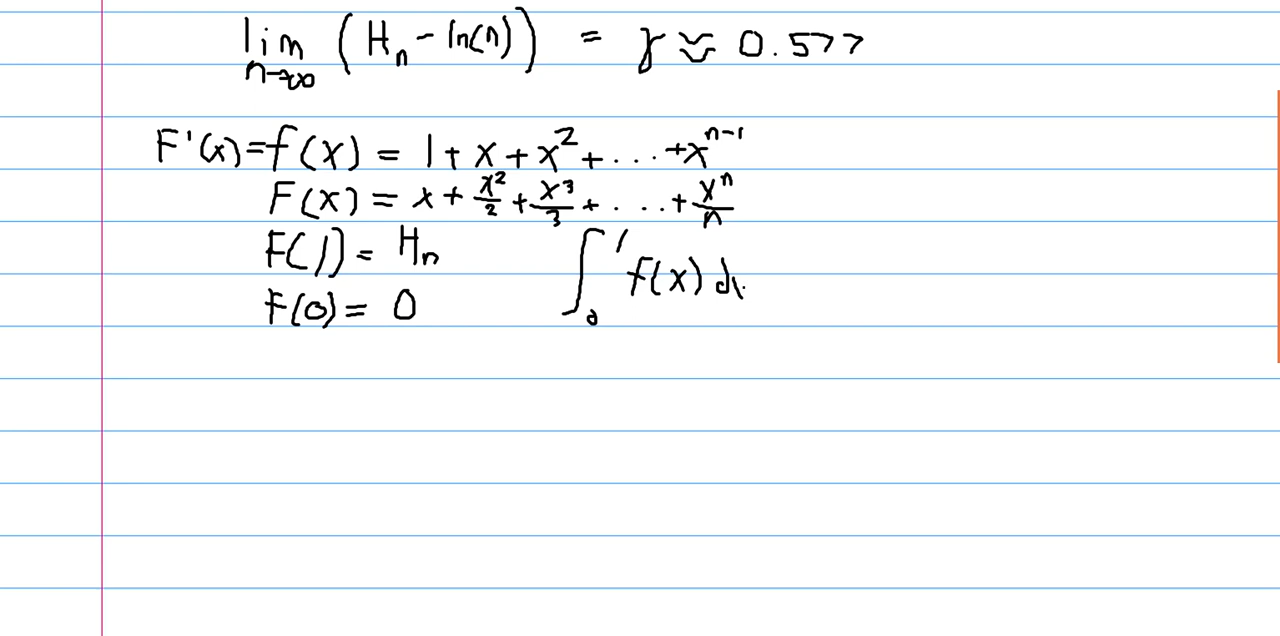 lim n→∞ (Hₙ - ln(n)) = γ ≈ 0.577
F'(x) = f(x) = 1 + x + x² + . . . + xⁿ⁻¹
F(x) = x + x²/2 + x³/3 + . . . + xⁿ/n
F(1) = Hₙ
∫₀¹ f(x) dx
F(0) = 0